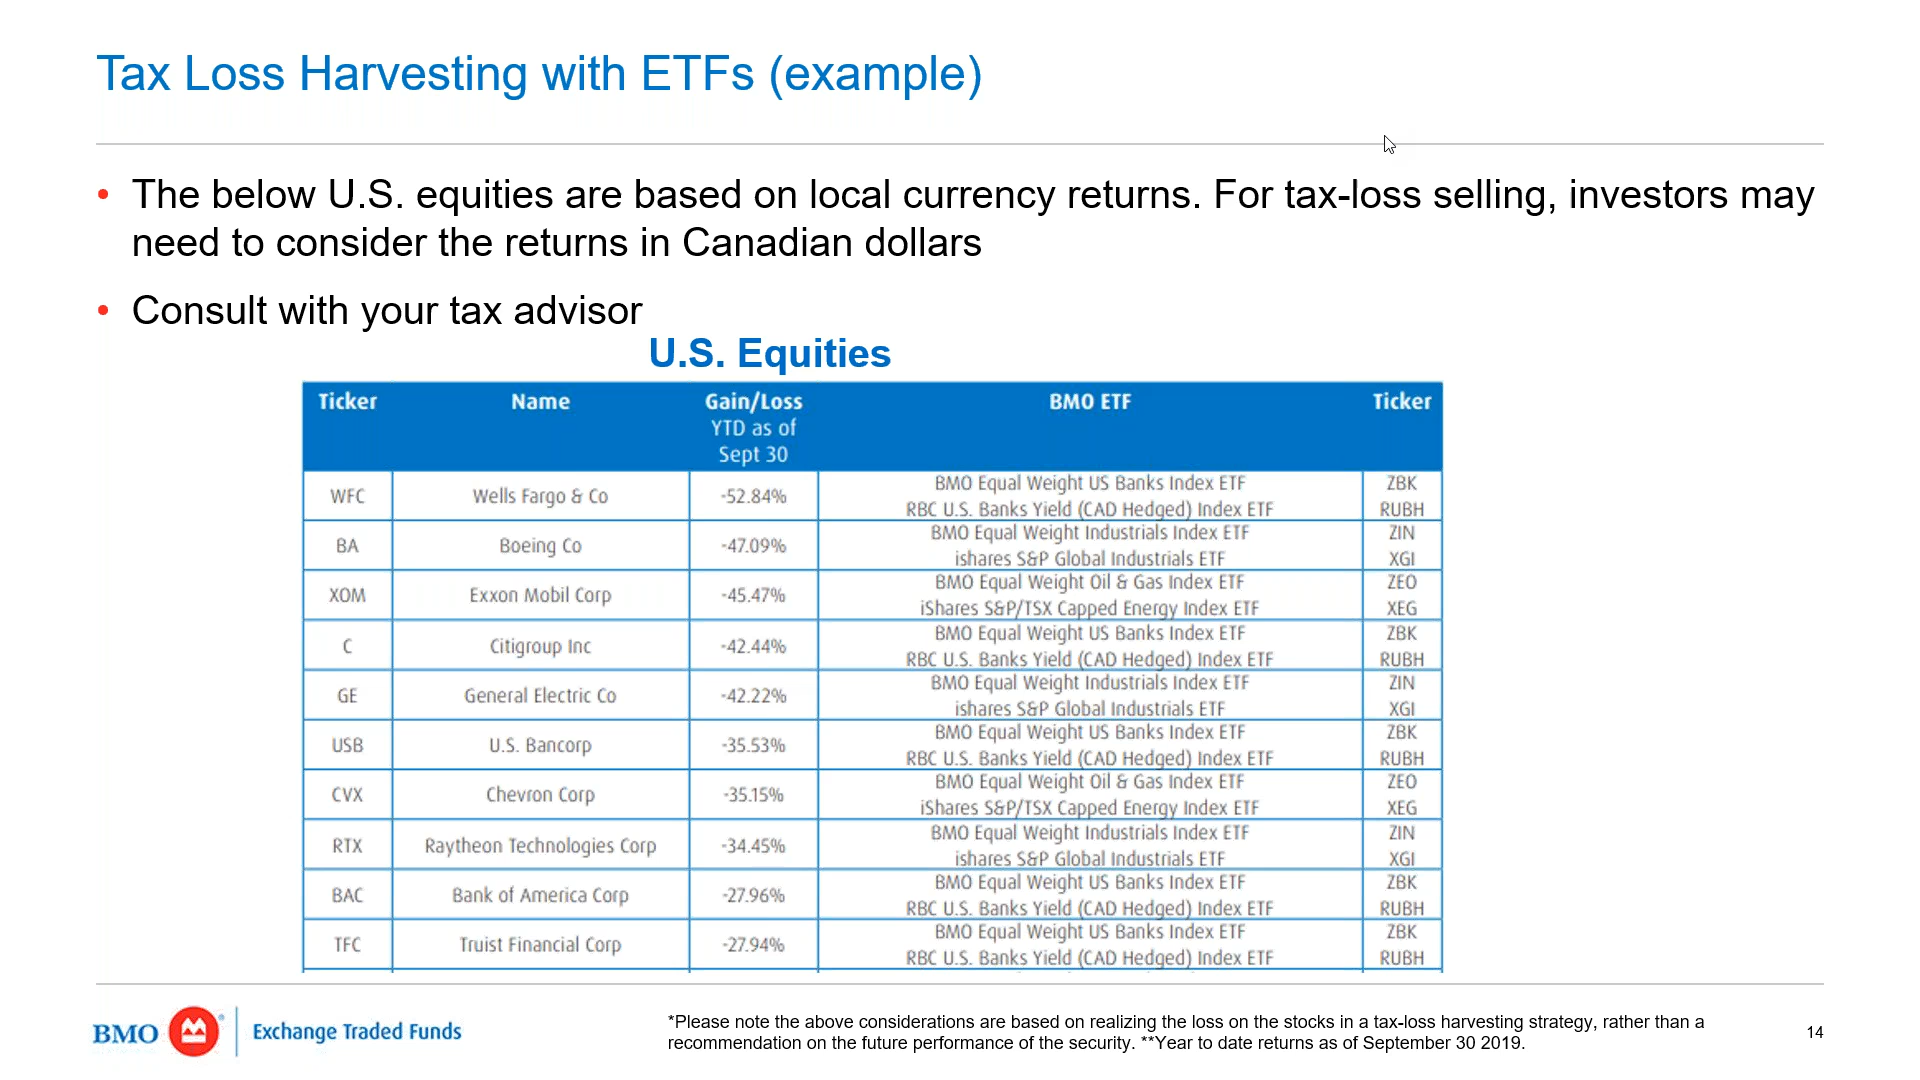 Tax Loss Harvesting with ETFs (example)
• The below U.S. equities are based on local currency returns. For tax-loss selling, investors may
need to consider the returns in Canadian dollars
• Consult with your tax advisor
U.S. Equities
Ticker Name Gain/Loss BMO ETF Ticker
YTD as of
Sept 30
WFC Wells Fargo & Co -52.84% BMO Equal Weight US Banks Index ETF ZBK
RBC U.S. Banks Yield (CAD Hedged) Index ETF RUBH
BA Boeing Co -47.09% BMO Equal Weight Industrials Index ETF ZIN
ishares S&P Global Industrials ETF XGI
XOM Exxon Mobil Corp -45.47% BMO Equal Weight Oil & Gas Index ETF ZEO
iShares S&P/TSX Capped Energy Index ETF XEG
C Citigroup Inc -42.44% BMO Equal Weight US Banks Index ETF ZBK
RBC U.S. Banks Yield (CAD Hedged) Index ETF RUBH
GE General Electric Co -42.22% BMO Equal Weight Industrials Index ETF ZIN
ishares S&P Global Industrials ETF XGI
USB U.S. Bancorp -35.53% BMO Equal Weight US Banks Index ETF ZBK
RBC U.S. Banks Yield (CAD Hedged) Index ETF RUBH
CVX Chevron Corp -35.15% BMO Equal Weight Oil & Gas Index ETF ZEO
iShares S&P/TSX Capped Energy Index ETF XEG
RTX Raytheon Technologies Corp -34.45% BMO Equal Weight Industrials Index ETF ZIN
ishares S&P Global Industrials ETF XGI
BAC Bank of America Corp -27.96% BMO Equal Weight US Banks Index ETF ZBK
RBC U.S. Banks Yield (CAD Hedged) Index ETF RUBH
TFC Truist Financial Corp -27.94% BMO Equal Weight US Banks Index ETF ZBK
RBC U.S. Banks Yield (CAD Hedged) Index ETF RUBH
BMO ® Exchange Traded Funds
*Please note the above considerations are based on realizing the loss on the stocks in a tax-loss harvesting strategy, rather than a
recommendation on the future performance of the security. **Year to date returns as of September 30 2019.
14